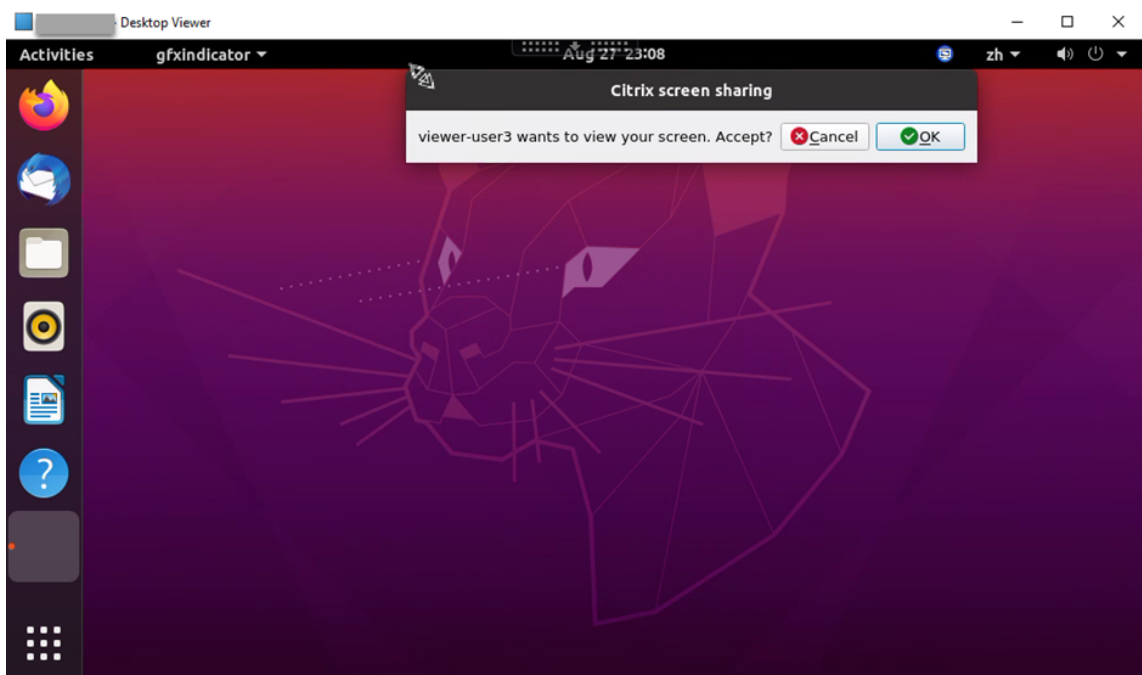 - Desktop Viewer
Activities gfxindicator Aug 27 23:08 zh
Citrix screen sharing
viewer-user3 wants to view your screen. Accept? Cancel OK